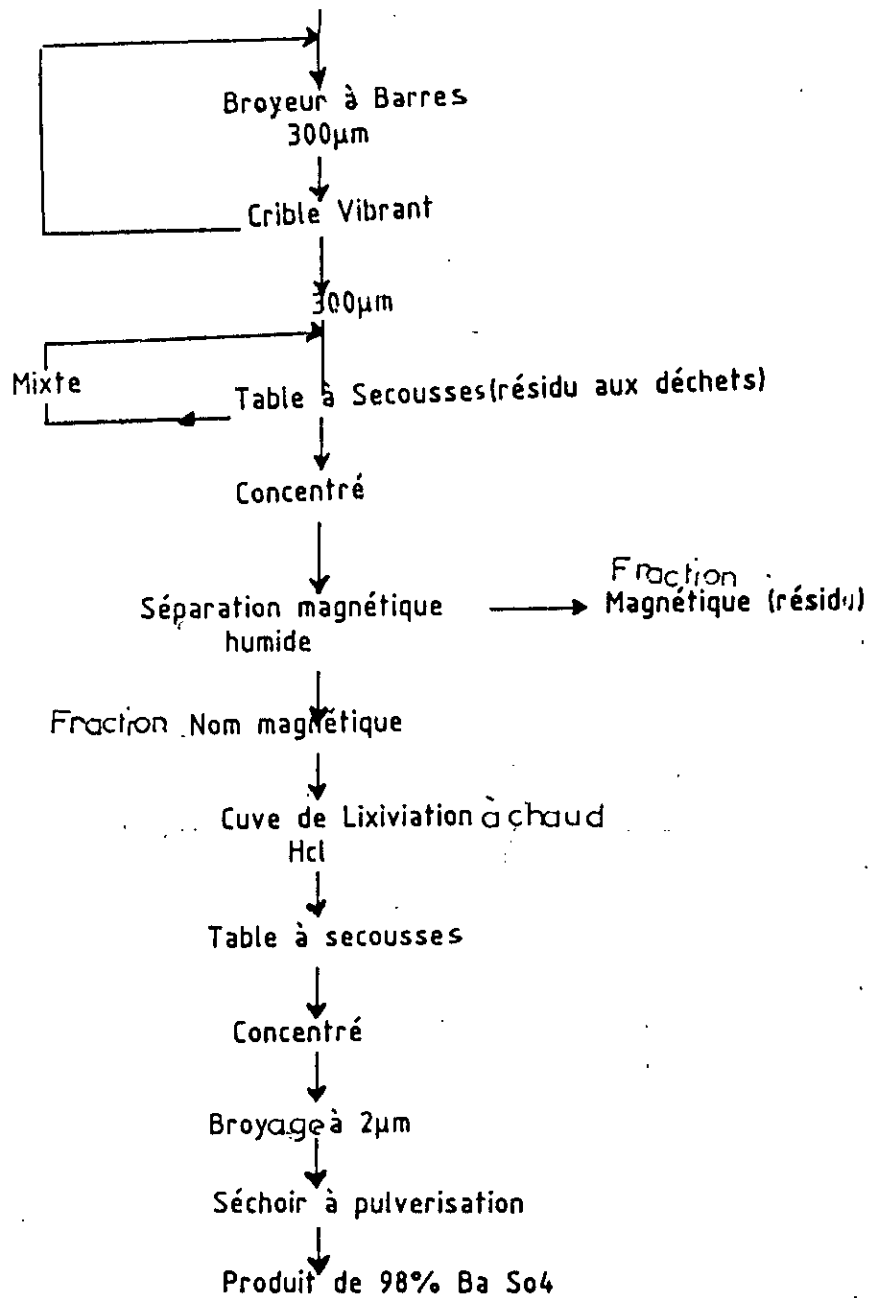 Broyeur à Barres
300µm
Crible Vibrant
300µm
Mixte
Table à Secousses(résidu aux déchets)
Concentré
Séparation magnétique
humide
Fraction
Magnétique (résidu)
Fraction Nom magnétique
Cuve de Lixiviation à chaud
Hcl
Table à secousses
Concentré
Broyage à 2µm
Séchoir à pulverisation
Produit de 98% Ba So4